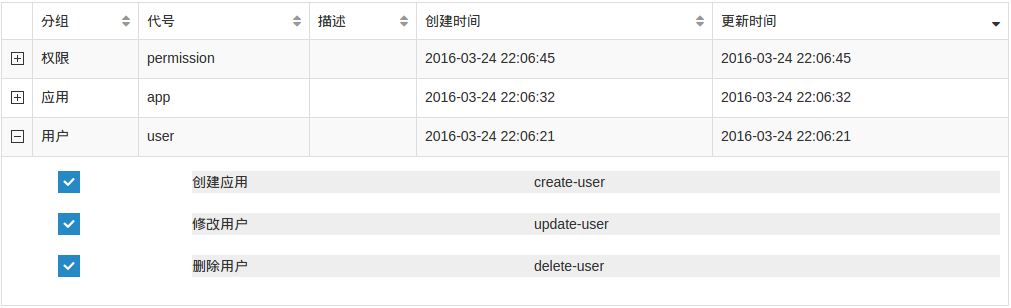 分组 代号 描述 创建时间 更新时间
权限 permission 2016-03-24 22:06:45 2016-03-24 22:06:45
应用 app 2016-03-24 22:06:32 2016-03-24 22:06:32
用户 user 2016-03-24 22:06:21 2016-03-24 22:06:21
创建应用 create-user
修改用户 update-user
删除用户 delete-user